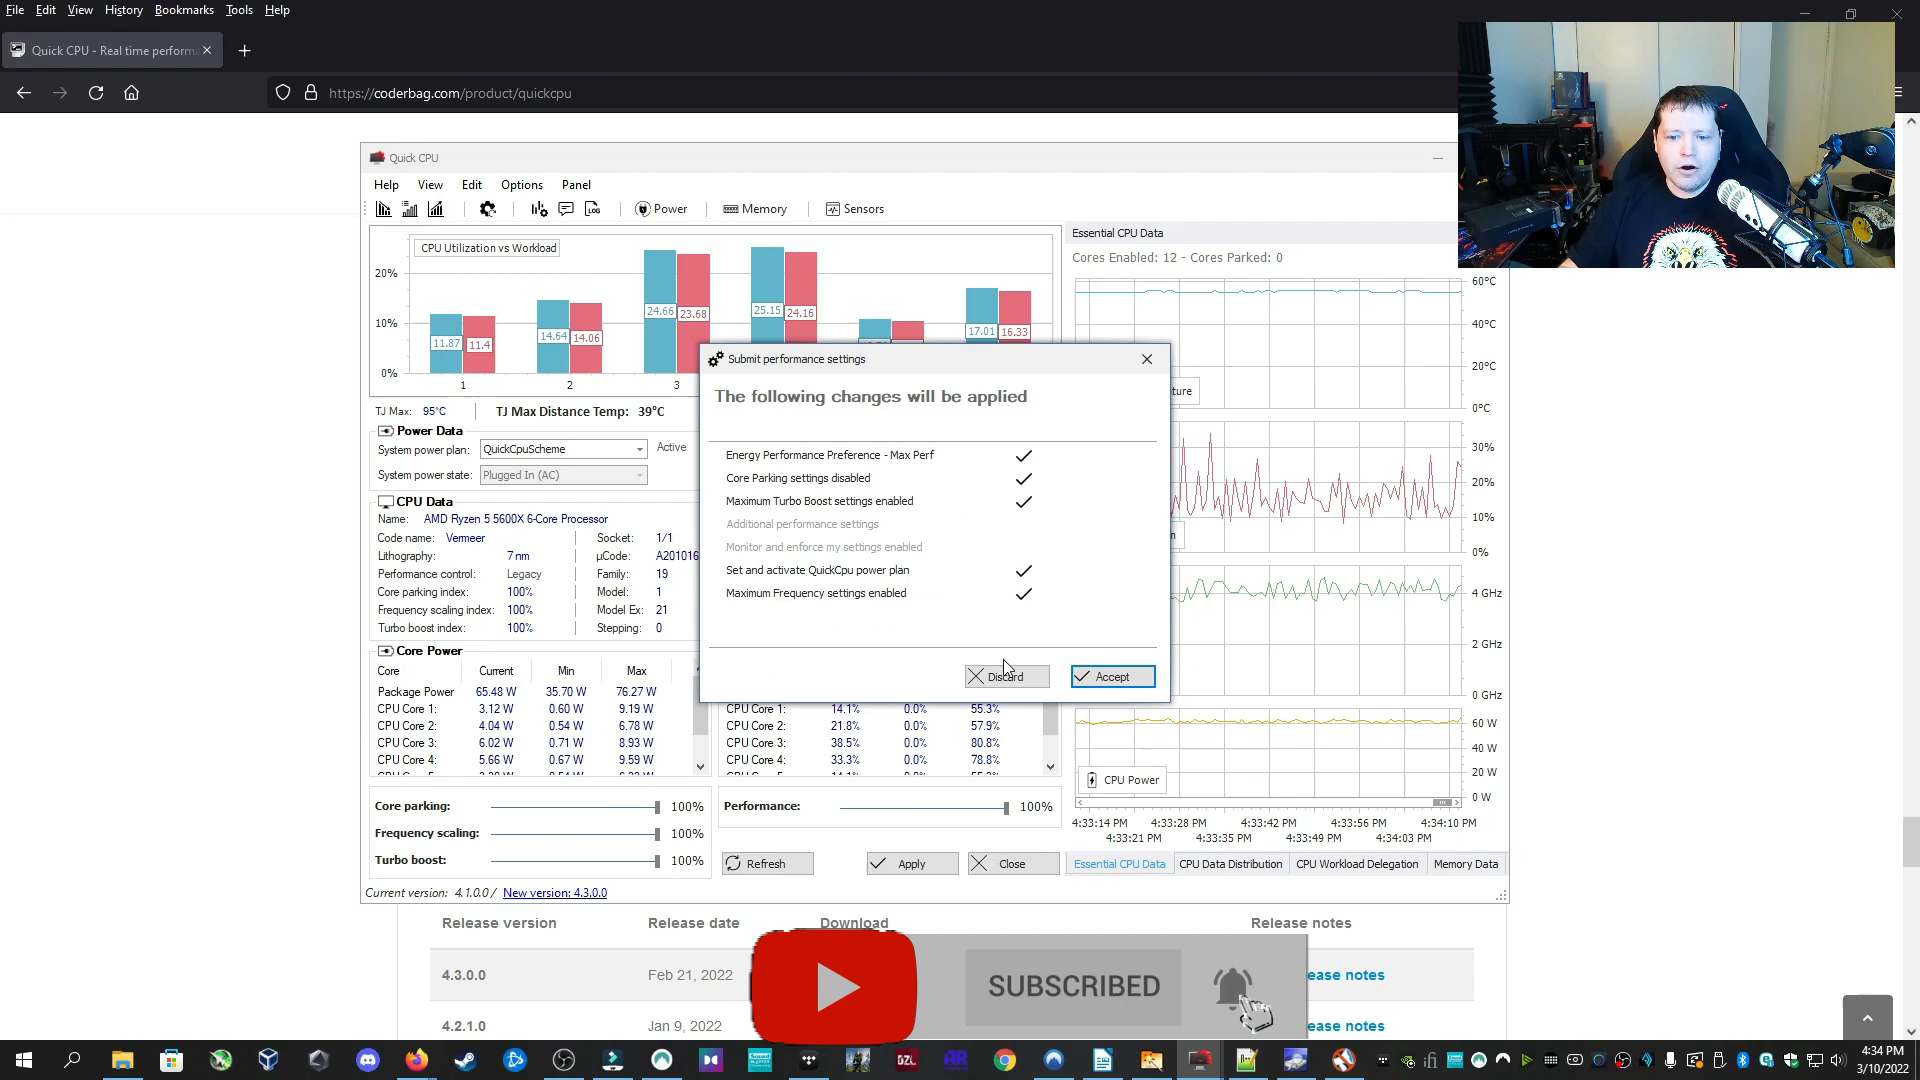 File Edit View History Bookmarks Tools Help
Quick CPU - Real time perform
https://coderbag.com/product/quickcpu
Quick CPU
Help View Edit Options Panel
LOG Power Memory Sensors
CPU Utilization vs Workload
20%
10%
0%
11.87 11.4 14.64 14.06 24.66 23.68 25.15 24.16 17.01 16.33
1 2 3
TJ Max: 95°C TJ Max Distance Temp: 39°C
Power Data
System power plan: QuickCpuScheme Active
System power state: Plugged In (AC)
CPU Data
Name: AMD Ryzen 5 5600X 6-Core Processor
Code name: Vermeer Socket: 1/1
Lithography: 7 nm µCode: A201016
Performance control: Legacy Family: 19
Core parking index: 100% Model: 1
Frequency scaling index: 100% Model Ex: 21
Turbo boost index: 100% Stepping: 0
Core Power
Core Current Min Max
Package Power 65.48 W 35.70 W 76.27 W
CPU Core 1: 3.12 W 0.60 W 9.19 W
CPU Core 2: 4.04 W 0.54 W 6.78 W
CPU Core 3: 6.02 W 0.71 W 8.93 W
CPU Core 4: 5.66 W 0.67 W 9.59 W
CPU Core 1: 14.1% 0.0% 55.3%
CPU Core 2: 21.8% 0.0% 57.9%
CPU Core 3: 38.5% 0.0% 80.8%
CPU Core 4: 33.3% 0.0% 78.8%
Submit performance settings
The following changes will be applied
Energy Performance Preference - Max Perf
Core Parking settings disabled
Maximum Turbo Boost settings enabled
Additional performance settings
Monitor and enforce my settings enabled
Set and activate QuickCpu power plan
Maximum Frequency settings enabled
Discard Accept
Essential CPU Data
Cores Enabled: 12 - Cores Parked: 0
60°C
40°C
20°C
0°C
ture
30%
20%
10%
0%
n
4 GHz
2 GHz
0 GHz
60 W
40 W
20 W
0 W
CPU Power
4:33:14 PM 4:33:28 PM 4:33:42 PM 4:33:56 PM 4:34:10 PM
4:33:21 PM 4:33:35 PM 4:33:49 PM 4:34:03 PM
Core parking: 100%
Frequency scaling: 100%
Turbo boost: 100%
Performance: 100%
Refresh Apply Close
Essential CPU Data CPU Data Distribution CPU Workload Delegation Memory Data
Current version: 4.1.0.0 / New version: 4.3.0.0
Release version Release date Download Release notes
4.3.0.0 Feb 21, 2022 ease notes
4.2.1.0 Jan 9, 2022 ease notes
SUBSCRIBED
DZL
4:34 PM
3/10/2022